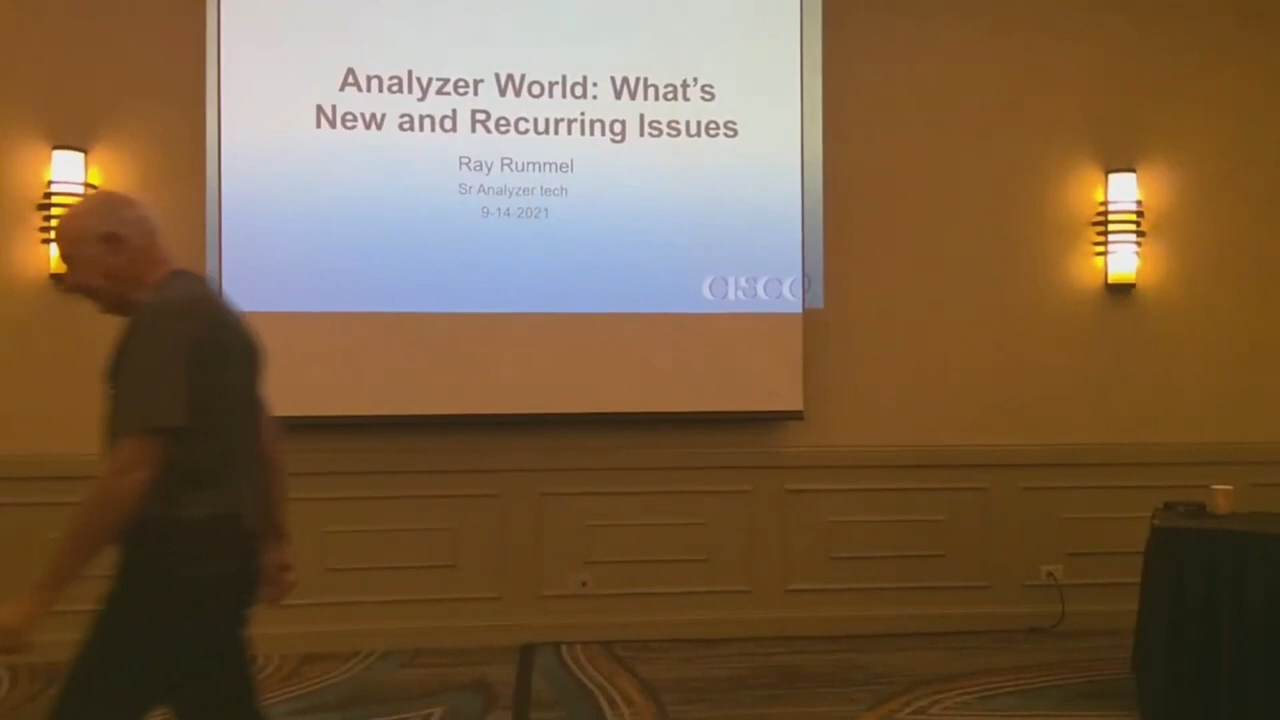 Analyzer World: What's
New and Recurring Issues
Ray Rummel
Sr Analyzer tech
9-14-2021
CISCO